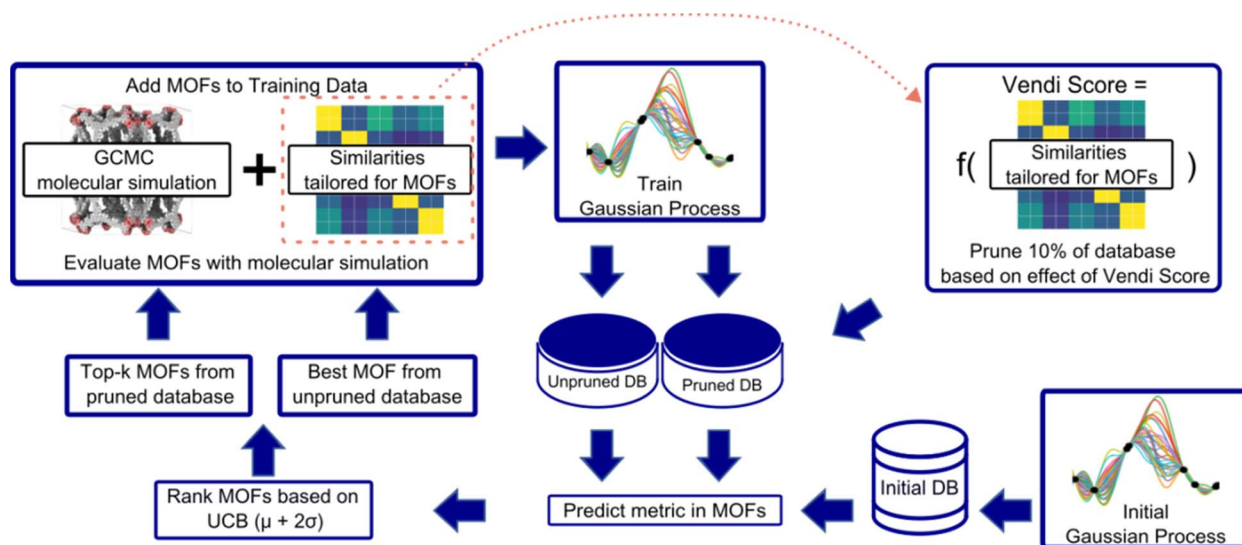 Add MOFs to Training Data
GCMC
molecular simulation
+
Similarities
tailored for MOFs
Evaluate MOFs with molecular simulation
Train
Gaussian Process
Vendi Score =
f(
Similarities
tailored for MOFs
)
Prune 10% of database
based on effect of Vendi Score
Top-k MOFs from
pruned database
Best MOF from
unpruned database
Unpruned DB
Pruned DB
Rank MOFs based on
UCB (μ + 2σ)
Predict metric in MOFs
Initial DB
Initial
Gaussian Process